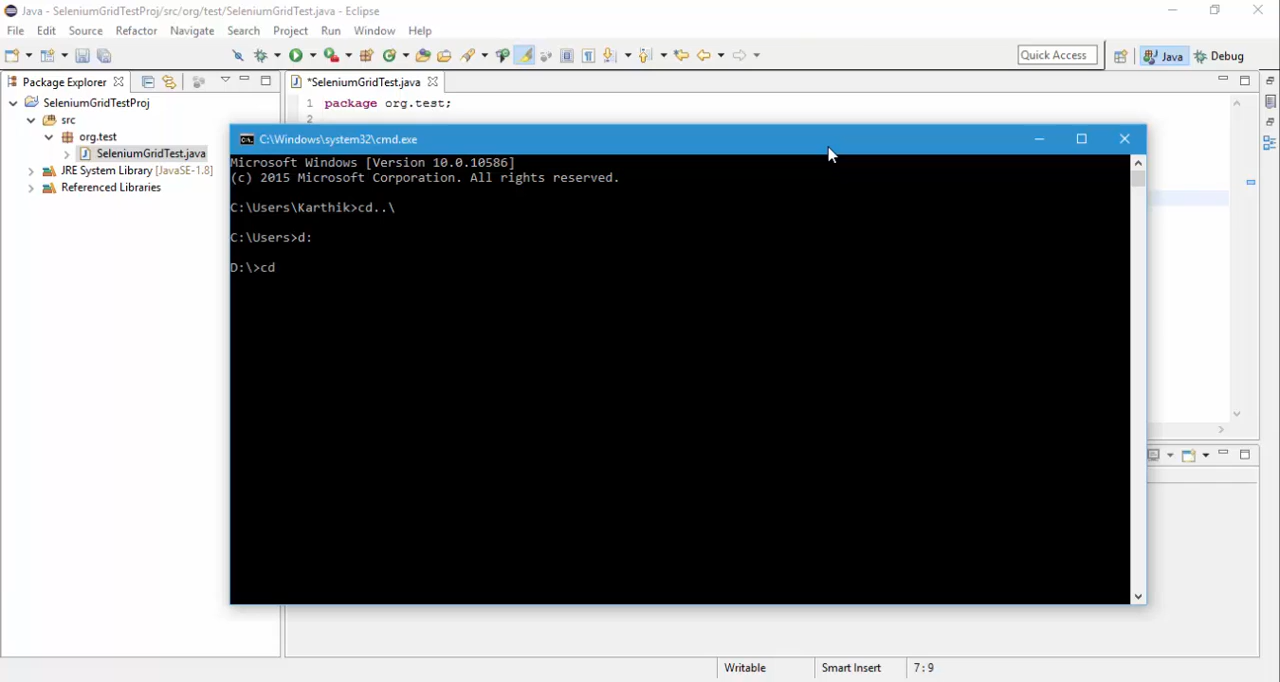 Java - SeleniumGridTestProj/src/org/test/SeleniumGridTest.java - Eclipse
File Edit Source Refactor Navigate Search Project Run Window Help
Quick Access
Java
Debug
Package Explorer
*SeleniumGridTest.java
SeleniumGridTestProj
1 package org.test;
src
2
org.test
C:\Windows\system32\cmd.exe
SeleniumGridTest.java
Microsoft Windows [Version 10.0.10586]
JRE System Library [JavaSE-1.8]
(c) 2015 Microsoft Corporation. All rights reserved.
Referenced Libraries
C:\Users\Karthik>cd..\
C:\Users>d:
D:\>cd
Writable Smart Insert 7:9